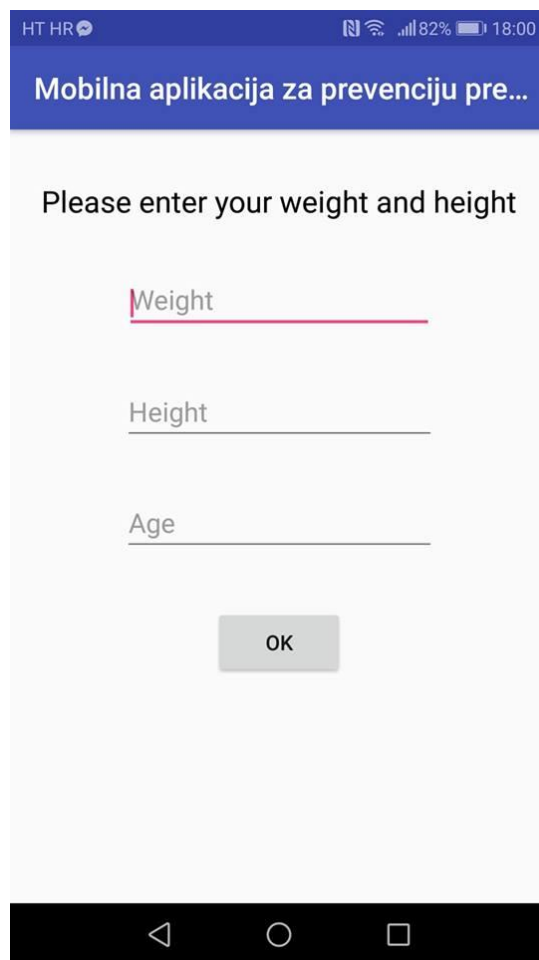 HT HR 82% 18:00
Mobilna aplikacija za prevenciju pre...
Please enter your weight and height
Weight
Height
Age
OK